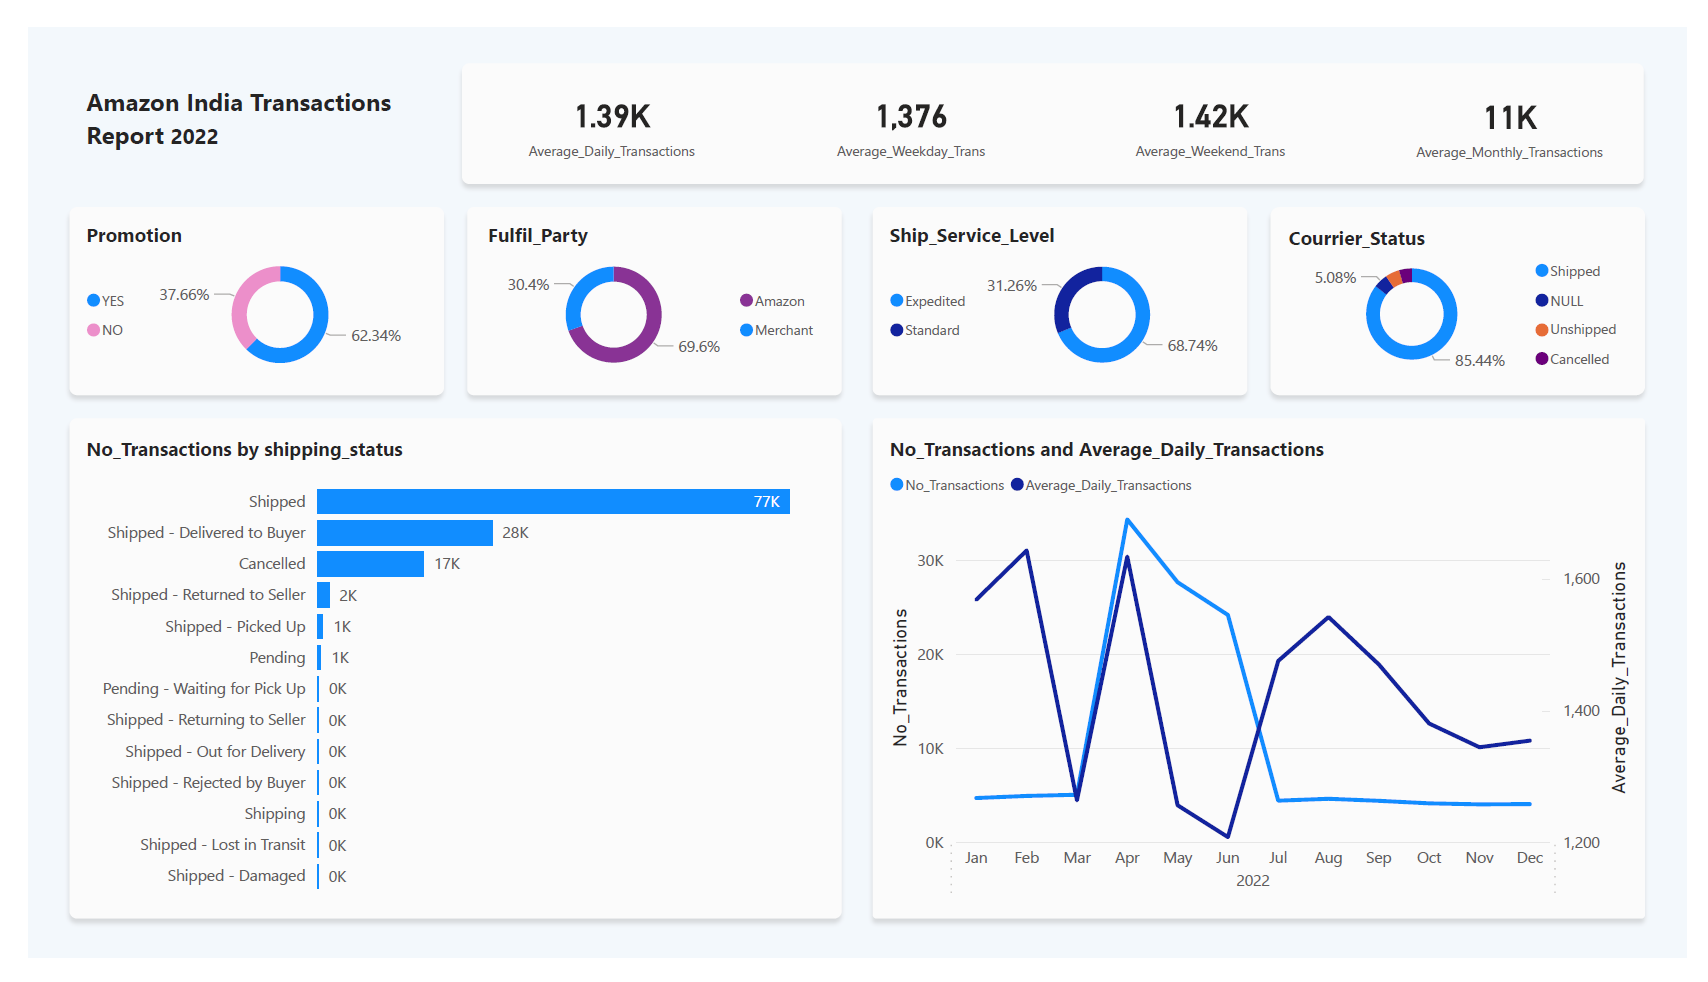 Amazon India Transactions
Report 2022
1.39K
Average_Daily_Transactions
1,376
Average_Weekday_Trans
1.42K
Average_Weekend_Trans
11K
Average_Monthly_Transactions
Promotion
YES
NO
37.66%
62.34%
Fulfil_Party
30.4%
69.6%
Amazon
Merchant
Ship_Service_Level
Expedited
Standard
31.26%
68.74%
Courrier_Status
5.08%
85.44%
Shipped
NULL
Unshipped
Cancelled
No_Transactions by shipping_status
Shipped 77K
Shipped - Delivered to Buyer 28K
Cancelled 17K
Shipped - Returned to Seller 2K
Shipped - Picked Up 1K
Pending 1K
Pending - Waiting for Pick Up 0K
Shipped - Returning to Seller 0K
Shipped - Out for Delivery 0K
Shipped - Rejected by Buyer 0K
Shipping 0K
Shipped - Lost in Transit 0K
Shipped - Damaged 0K
No_Transactions and Average_Daily_Transactions
No_Transactions Average_Daily_Transactions
No_Transactions
30K
20K
10K
0K
1,600
1,400
1,200
Average_Daily_Transactions
Jan Feb Mar Apr May Jun Jul Aug Sep Oct Nov Dec
2022